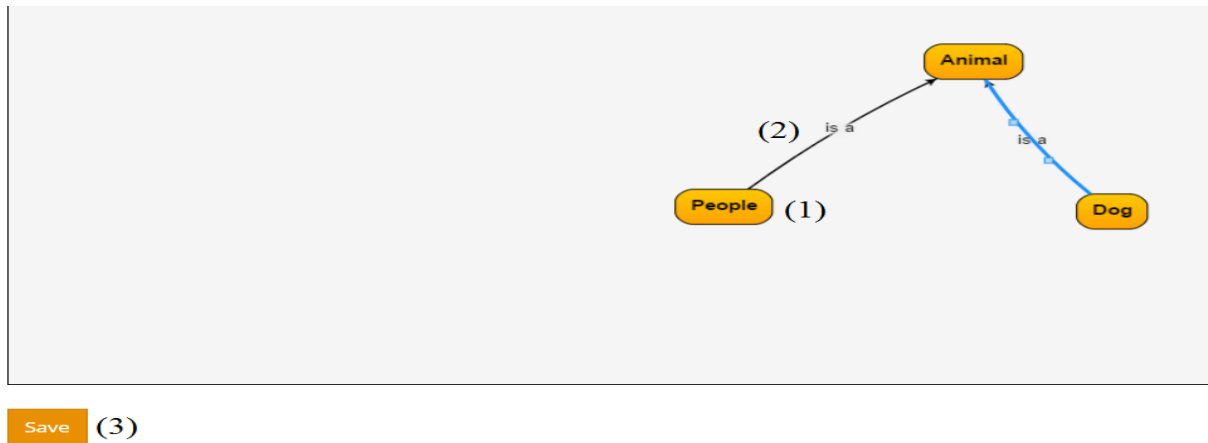 Animal
(2) is a
is a
People (1)
Dog
Save (3)